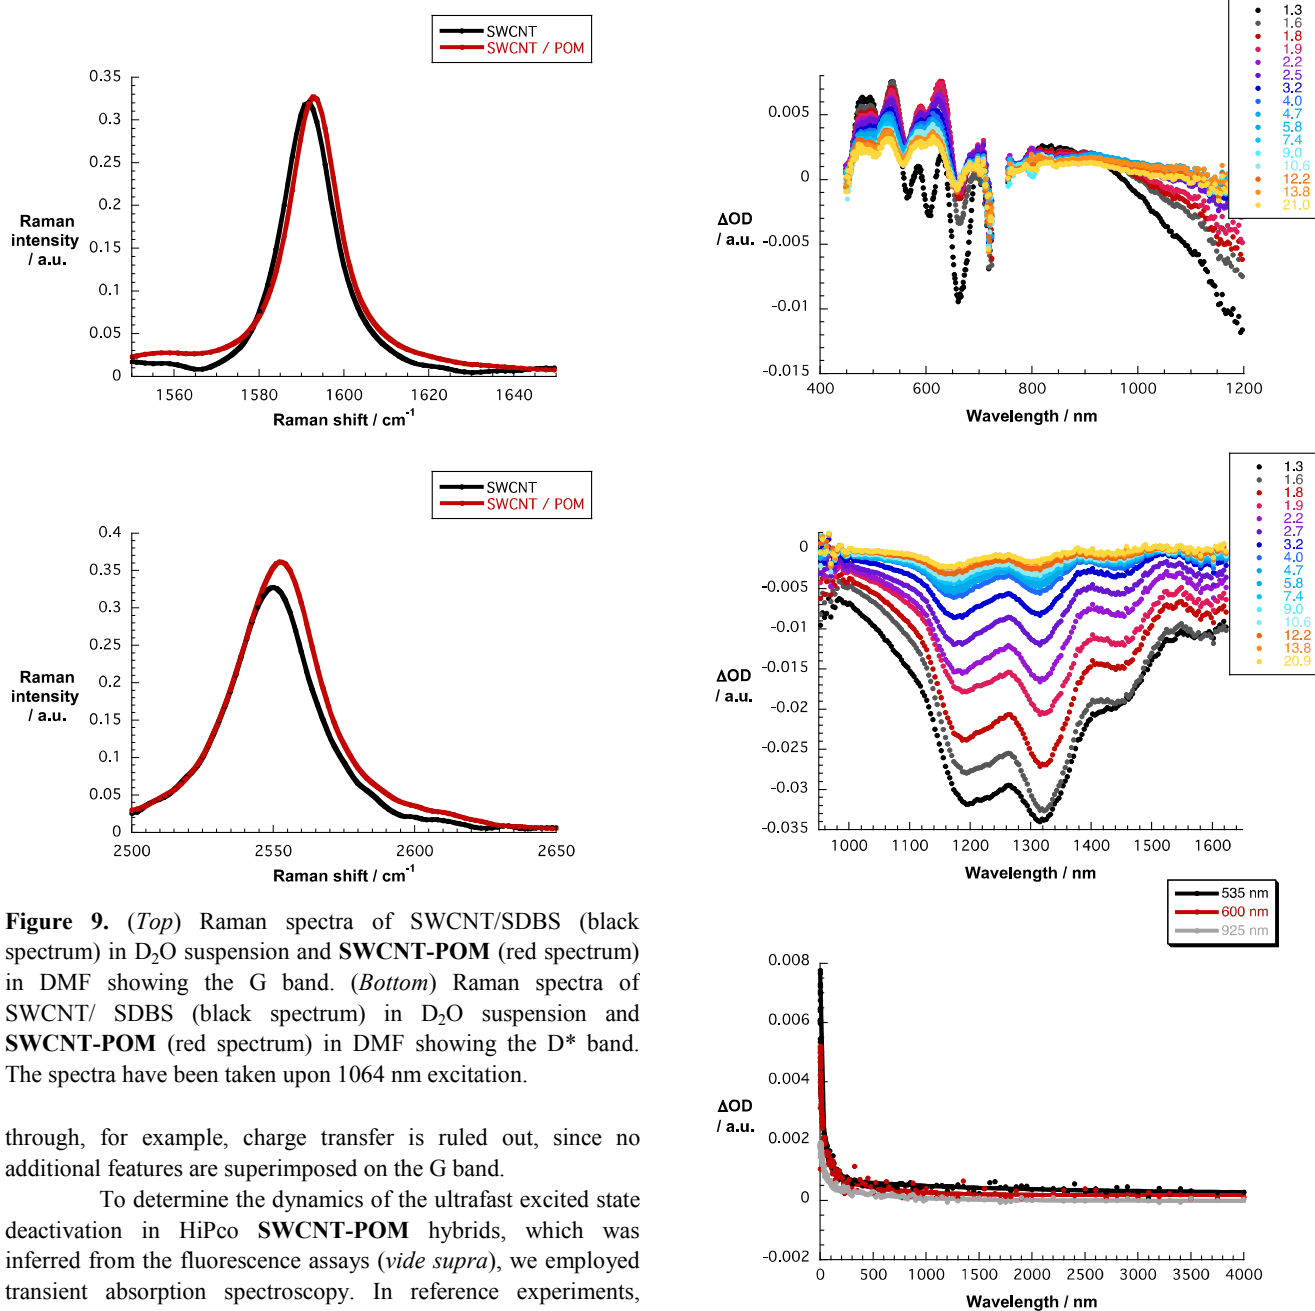 SWCNT
SWCNT / POM
0.35
0.3
0.25
0.2
0.15
0.1
0.05
0
Raman
intensity
/ a.u.
1560 1580 1600 1620 1640
Raman shift / cm-1
SWCNT
SWCNT / POM
0.4
0.35
0.3
0.25
0.2
0.15
0.1
0.05
0
Raman
intensity
/ a.u.
2500 2550 2600 2650
Raman shift / cm-1
Figure 9. (Top) Raman spectra of SWCNT/SDBS (black
spectrum) in D2O suspension and SWCNT-POM (red spectrum)
in DMF showing the G band. (Bottom) Raman spectra of
SWCNT/ SDBS (black spectrum) in D2O suspension and
SWCNT-POM (red spectrum) in DMF showing the D* band.
The spectra have been taken upon 1064 nm excitation.
through, for example, charge transfer is ruled out, since no
additional features are superimposed on the G band.
To determine the dynamics of the ultrafast excited state
deactivation in HiPco SWCNT-POM hybrids, which was
inferred from the fluorescence assays (vide supra), we employed
transient absorption spectroscopy. In reference experiments,
1.3
1.6
1.8
1.9
2.2
2.5
3.2
4.0
4.7
5.8
7.4
9.0
10.6
12.2
13.8
21.0
0.005
0
-0.005
-0.01
-0.015
ΔOD
/ a.u.
400 600 800 1000 1200
Wavelength / nm
1.3
1.6
1.8
1.9
2.2
2.7
3.2
4.0
4.7
5.8
7.4
9.0
10.6
12.2
13.8
20.9
0
-0.005
-0.01
-0.015
-0.02
-0.025
-0.03
-0.035
ΔOD
/ a.u.
1000 1100 1200 1300 1400 1500 1600
Wavelength / nm
535 nm
600 nm
925 nm
0.008
0.006
0.004
0.002
0
-0.002
ΔOD
/ a.u.
0 500 1000 1500 2000 2500 3000 3500 4000
Wavelength / nm